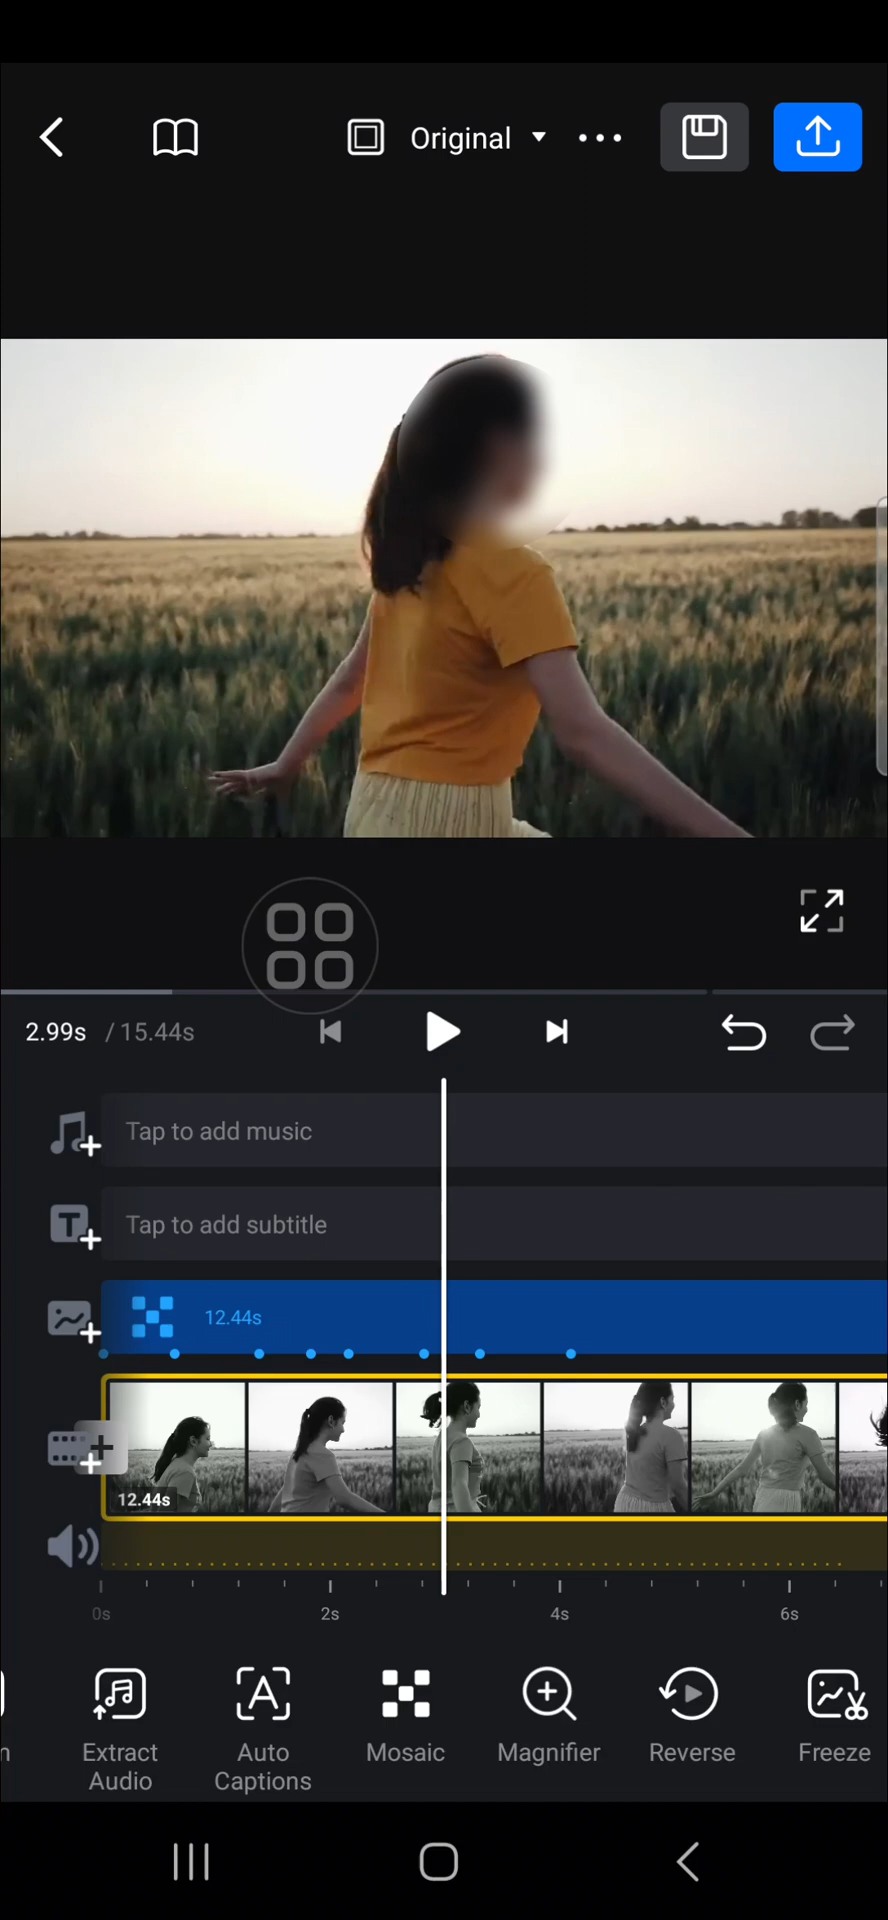 Original
2.99s / 15.44s
Tap to add music
Tap to add subtitle
12.44s
12.44s
0s 2s 4s 6s
Extract Audio
Auto Captions
Mosaic
Magnifier
Reverse
Freeze